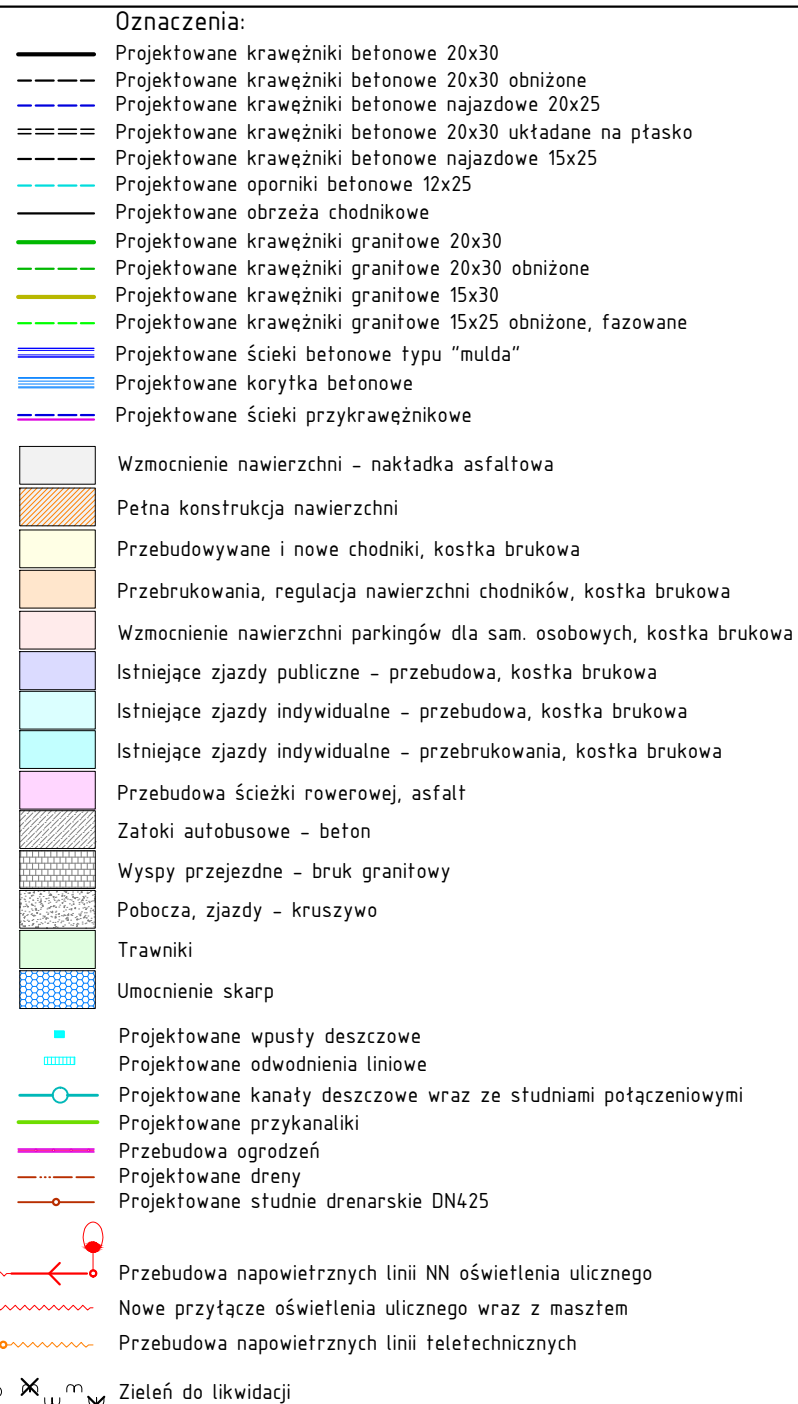 Oznaczenia:
Projektowane krawężniki betonowe 20x30
Projektowane krawężniki betonowe 20x30 obniżone
Projektowane krawężniki betonowe najazdowe 20x25
Projektowane krawężniki betonowe 20x30 układane na płasko
Projektowane krawężniki betonowe najazdowe 15x25
Projektowane oporniki betonowe 12x25
Projektowane obrzeża chodnikowe
Projektowane krawężniki granitowe 20x30
Projektowane krawężniki granitowe 20x30 obniżone
Projektowane krawężniki granitowe 15x30
Projektowane krawężniki granitowe 15x25 obniżone, fazowane
Projektowane ścieki betonowe typu "mulda"
Projektowane korytka betonowe
Projektowane ścieki przykrawężnikowe
Wzmocnienie nawierzchni - nakładka asfaltowa
Pełna konstrukcja nawierzchni
Przebudowywane i nowe chodniki, kostka brukowa
Przebrukowania, regulacja nawierzchni chodników, kostka brukowa
Wzmocnienie nawierzchni parkingów dla sam. osobowych, kostka brukowa
Istniejące zjazdy publiczne - przebudowa, kostka brukowa
Istniejące zjazdy indywidualne - przebudowa, kostka brukowa
Istniejące zjazdy indywidualne - przebrukowania, kostka brukowa
Przebudowa ścieżki rowerowej, asfalt
Zatoki autobusowe - beton
Wyspy przejezdne - bruk granitowy
Pobocza, zjazdy - kruszywo
Trawniki
Umocnienie skarp
Projektowane wpusty deszczowe
Projektowane odwodnienia liniowe
Projektowane kanały deszczowe wraz ze studniami połączeniowymi
Projektowane przykanaliki
Przebudowa ogrodzeń
Projektowane dreny
Projektowane studnie drenarskie DN425
Przebudowa napowietrznych linii NN oświetlenia ulicznego
Nowe przyłącze oświetlenia ulicznego wraz z masztem
Przebudowa napowietrznych linii teletechnicznych
Zieleń do likwidacji